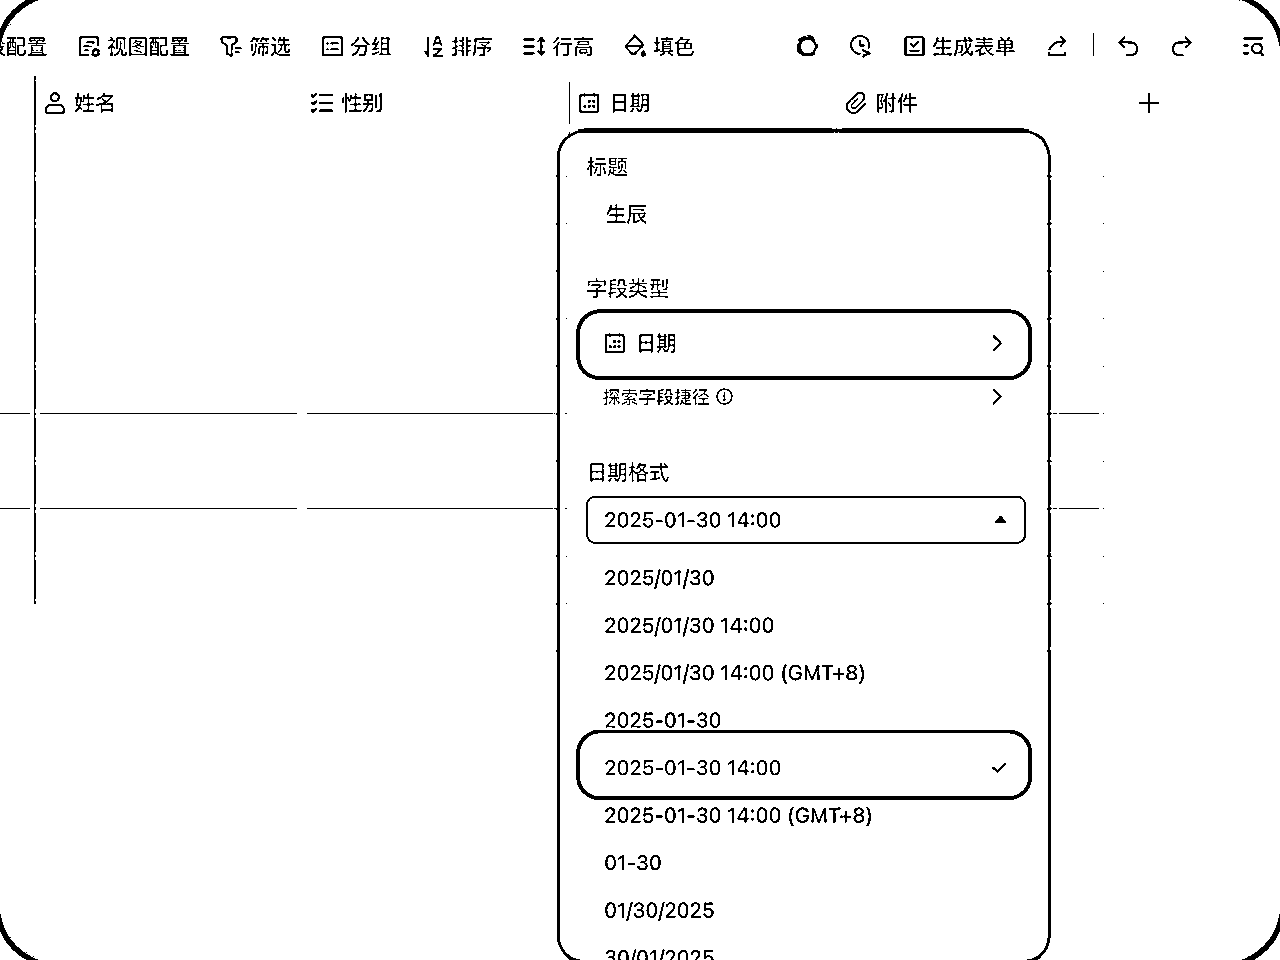 配置 视图配置 筛选 分组 排序 行高 填色 生成表单
姓名 性别 日期 附件
标题
生辰
字段类型
日期
探索字段捷径
日期格式
2025-01-30 14:00
2025/01/30
2025/01/30 14:00
2025/01/30 14:00 (GMT+8)
2025-01-30
2025-01-30 14:00
2025-01-30 14:00 (GMT+8)
01-30
01/30/2025
30/01/2025